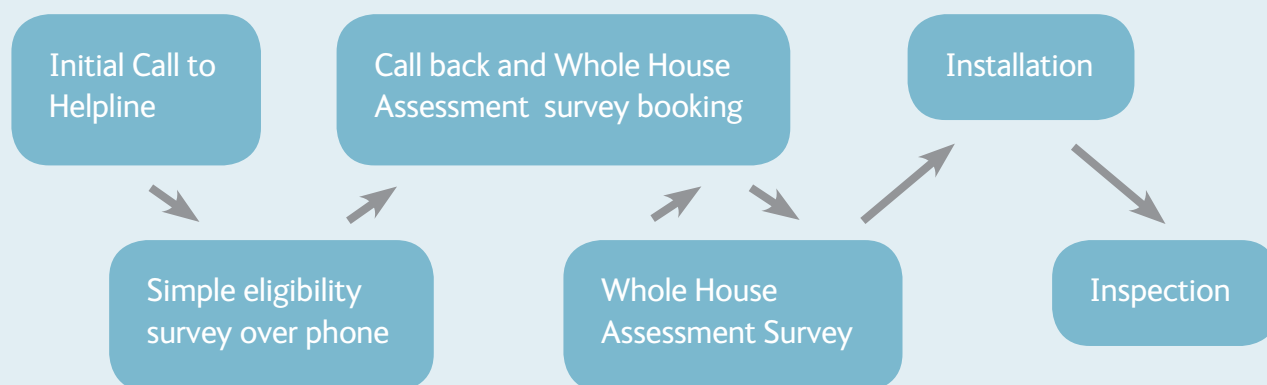 Initial Call to
Helpline
Simple eligibility
survey over phone
Call back and Whole House
Assessment  survey booking
Whole House
Assessment Survey
Installation
Inspection